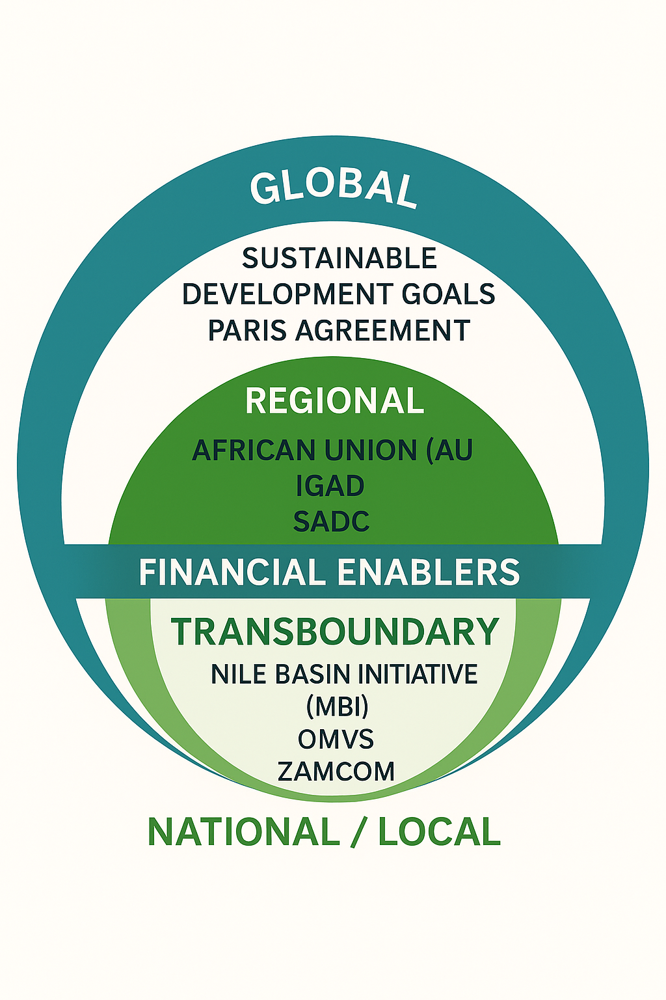 GLOBAL
SUSTAINABLE
DEVELOPMENT GOALS
PARIS AGREEMENT
REGIONAL
AFRICAN UNION (AU
IGAD
SADC
FINANCIAL ENABLERS
TRANSBOUNDARY
NILE BASIN INITIATIVE
(MBI)
OMVS
ZAMCOM
NATIONAL / LOCAL